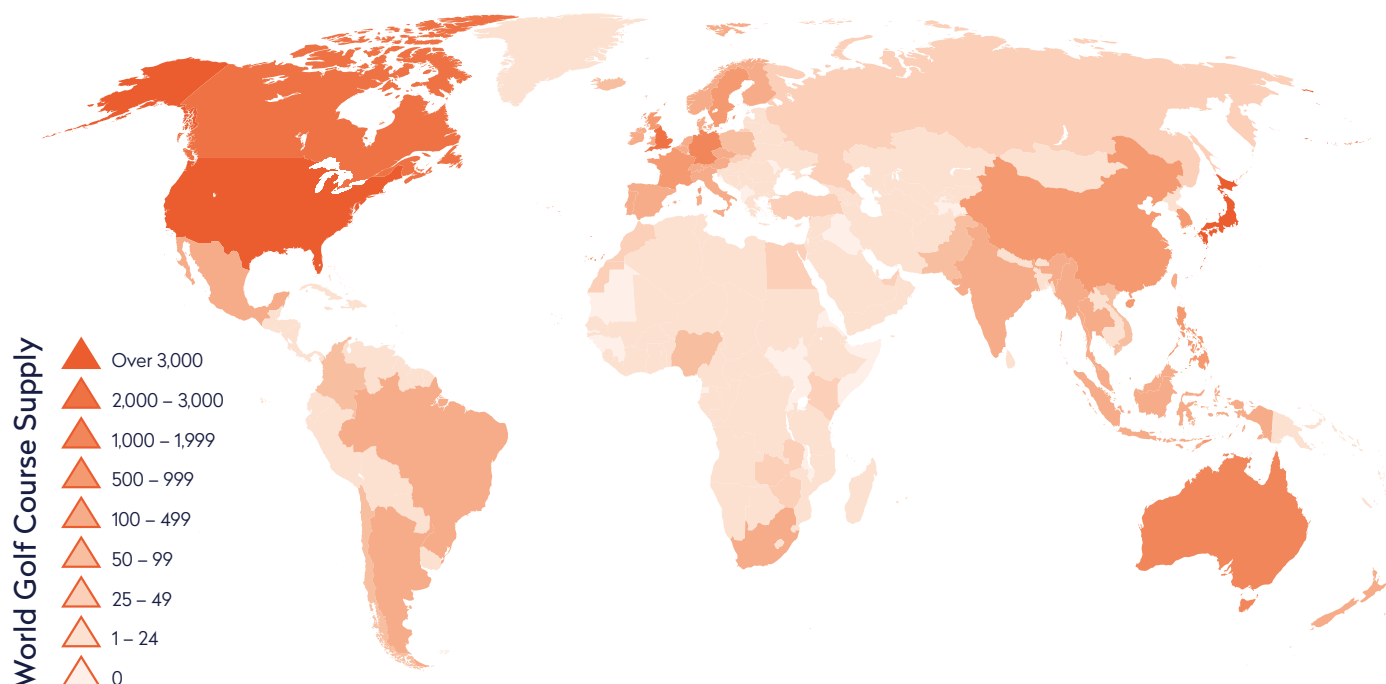 World Golf Course Supply
Over 3,000
2,000 – 3,000
1,000 – 1,999
500 – 999
100 – 499
50 – 99
25 – 49
1 – 24
0